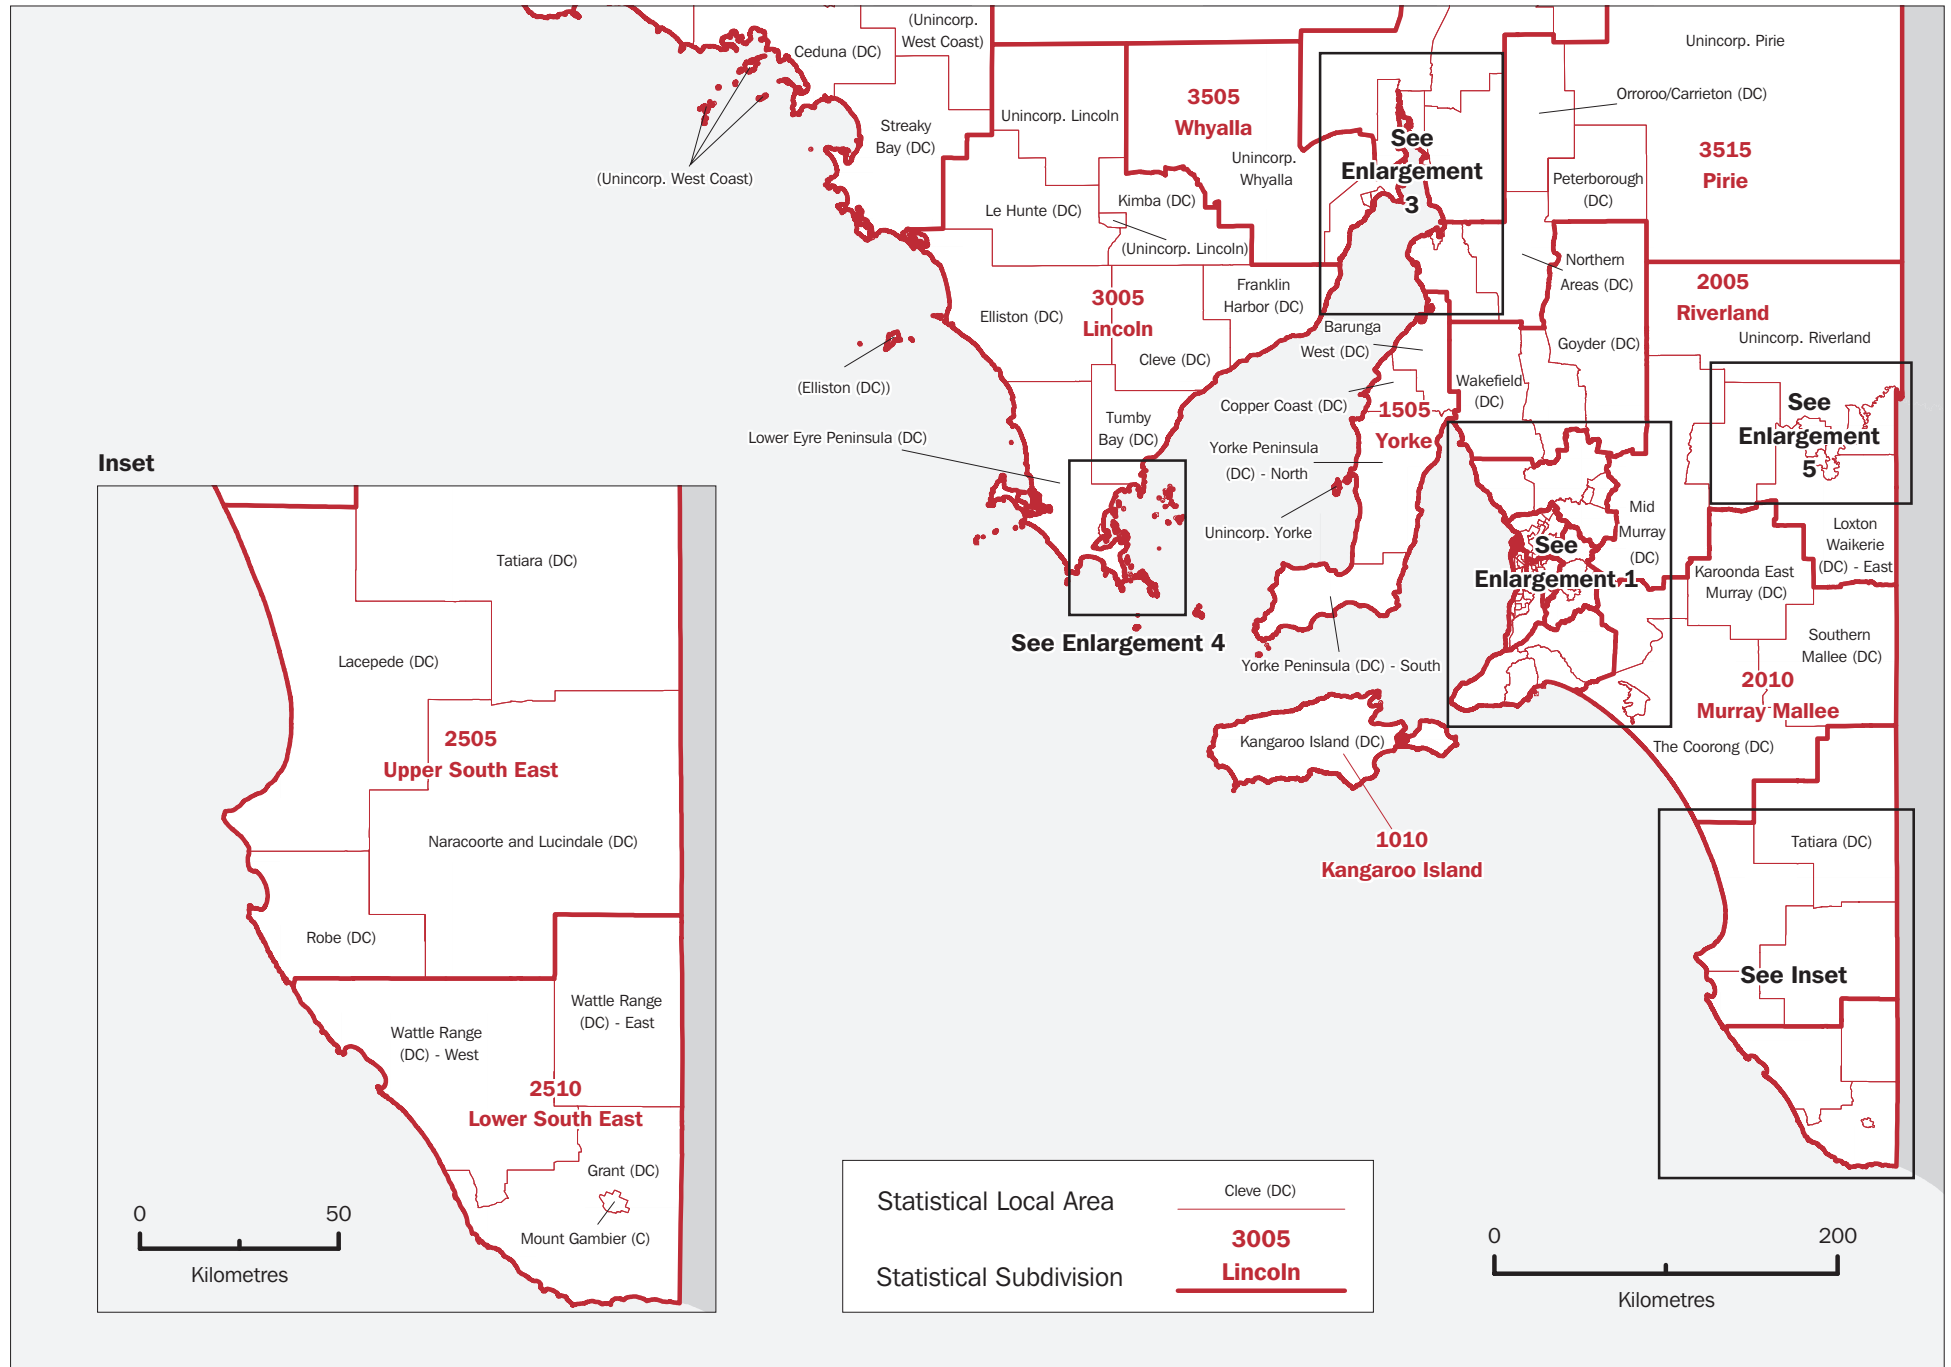 (Unincorp.
West Coast)
Ceduna (DC)
Unincorp. Pirie
Orroroo/Carrieton (DC)
3505
Whyalla
Unincorp. Lincoln
Streaky
Bay (DC)
See
Enlargement
3
3515
Pirie
Unincorp.
Whyalla
(Unincorp. West Coast)
Peterborough
(DC)
Kimba (DC)
Le Hunte (DC)
(Unincorp. Lincoln)
Northern
Areas (DC)
2005
Riverland
Franklin
Harbor (DC)
3005
Lincoln
Elliston (DC)
Barunga
West (DC)
Unincorp. Riverland
Goyder (DC)
Cleve (DC)
(Elliston (DC))
Wakefield
(DC)
Copper Coast (DC)
1505
Yorke
See
Enlargement
5
Tumby
Bay (DC)
Lower Eyre Peninsula (DC)
Yorke Peninsula
(DC) - North
Inset
Mid
Murray
(DC)
Unincorp. Yorke
Loxton
Waikerie
(DC) - East
See
Enlargement 1
Karoonda East
Murray (DC)
Tatiara (DC)
See Enlargement 4
Southern
Mallee (DC)
Yorke Peninsula (DC) - South
Lacepede (DC)
2010
Murray Mallee
2505
Upper South East
Kangaroo Island (DC)
The Coorong (DC)
1010
Kangaroo Island
Naracoorte and Lucindale (DC)
Tatiara (DC)
Robe (DC)
See Inset
Wattle Range
(DC) - East
Wattle Range
(DC) - West
2510
Lower South East
Grant (DC)
Mount Gambier (C)
0 50
Kilometres
Statistical Local Area
Cleve (DC)
3005
Lincoln
Statistical Subdivision
0 200
Kilometres